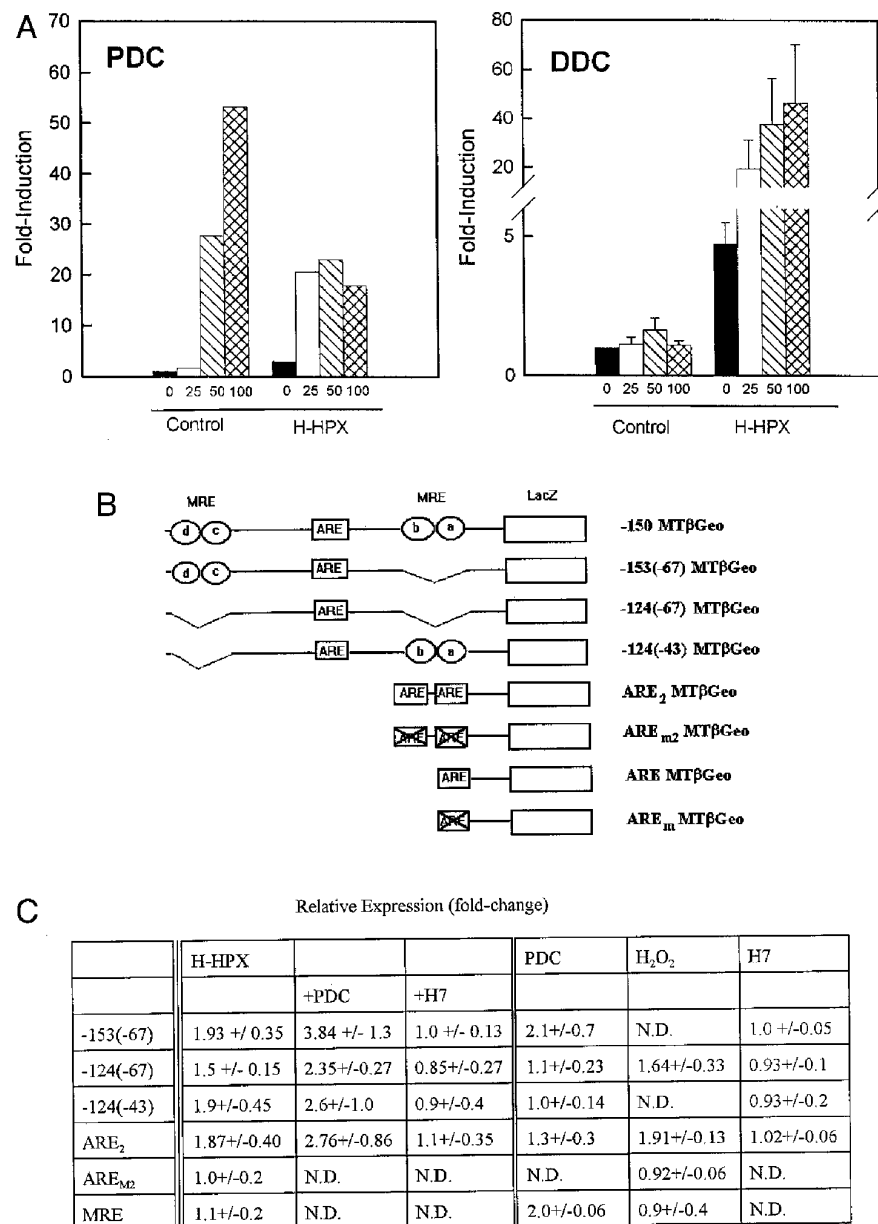 A
PDC
Fold-Induction
70
60
50
40
30
20
10
0
0 25 50 100 0 25 50 100
Control H-HPX
DDC
Fold-Induction
80
60
40
20
5
0
0 25 50 100 0 25 50 100
Control H-HPX
B
MRE MRE LacZ
d c ARE b a -150 MTβGeo
d c ARE -153(-67) MTβGeo
ARE -124(-67) MTβGeo
ARE b a -124(-43) MTβGeo
ARE ARE ARE₂ MTβGeo
ARE ARE AREm2 MTβGeo
ARE ARE MTβGeo
ARE AREm MTβGeo
C
Relative Expression (fold-change)
H-HPX PDC H₂O₂ H7
+PDC +H7
-153(-67) 1.93 +/ 0.35 3.84 +/- 1.3 1.0 +/- 0.13 2.1+/-0.7 N.D. 1.0 +/-0.05
-124(-67) 1.5 +/- 0.15 2.35+/-0.27 0.85+/-0.27 1.1+/-0.23 1.64+/-0.33 0.93+/-0.1
-124(-43) 1.9+/-0.45 2.6+/-1.0 0.9+/-0.4 1.0+/-0.14 N.D. 0.93+/-0.2
ARE₂ 1.87+/-0.40 2.76+/-0.86 1.1+/-0.35 1.3+/-0.3 1.91+/-0.13 1.02+/-0.06
AREM2 1.0+/-0.2 N.D. N.D. N.D. 0.92+/-0.06 N.D.
MRE 1.1+/-0.2 N.D. N.D. 2.0+/-0.06 0.9+/-0.4 N.D.